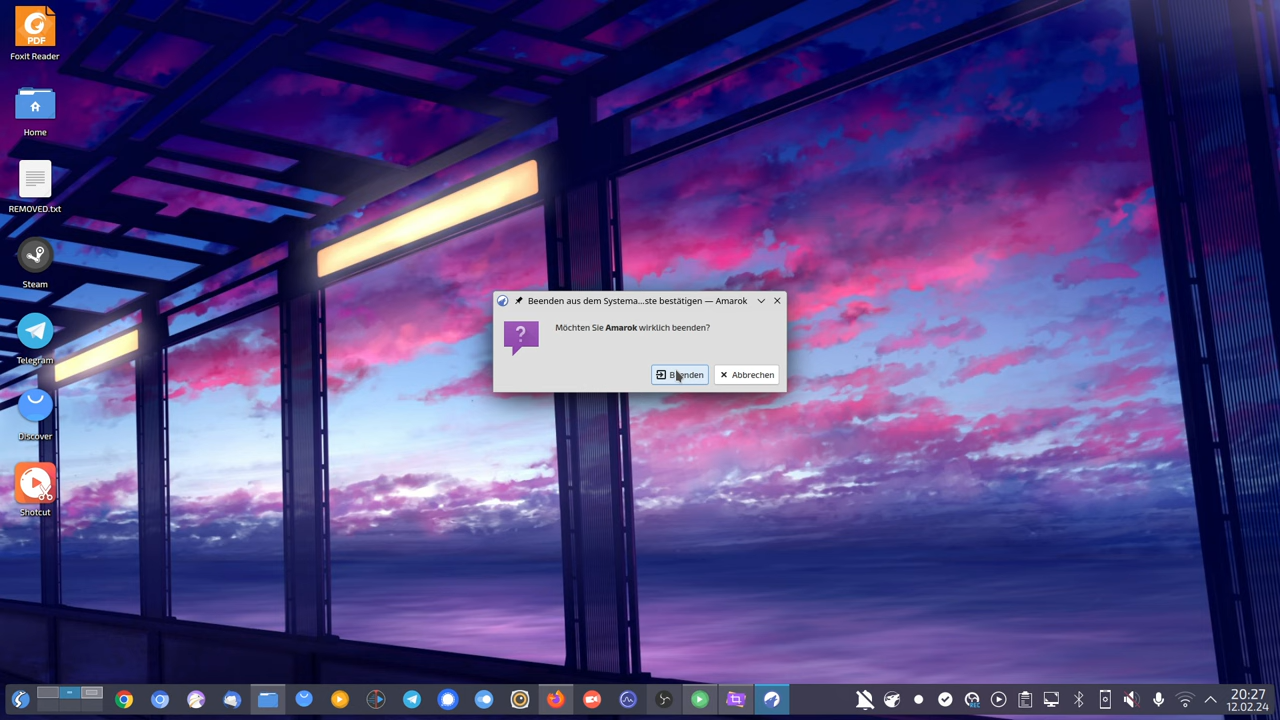 PDF
Foxit Reader
Home
REMOVED.txt
Steam
Telegram
Discover
Shotcut
Beenden aus dem Systema...ste bestätigen — Amarok
?
Möchten Sie Amarok wirklich beenden?
Beenden
Abbrechen
REC
20:27
12.02.24